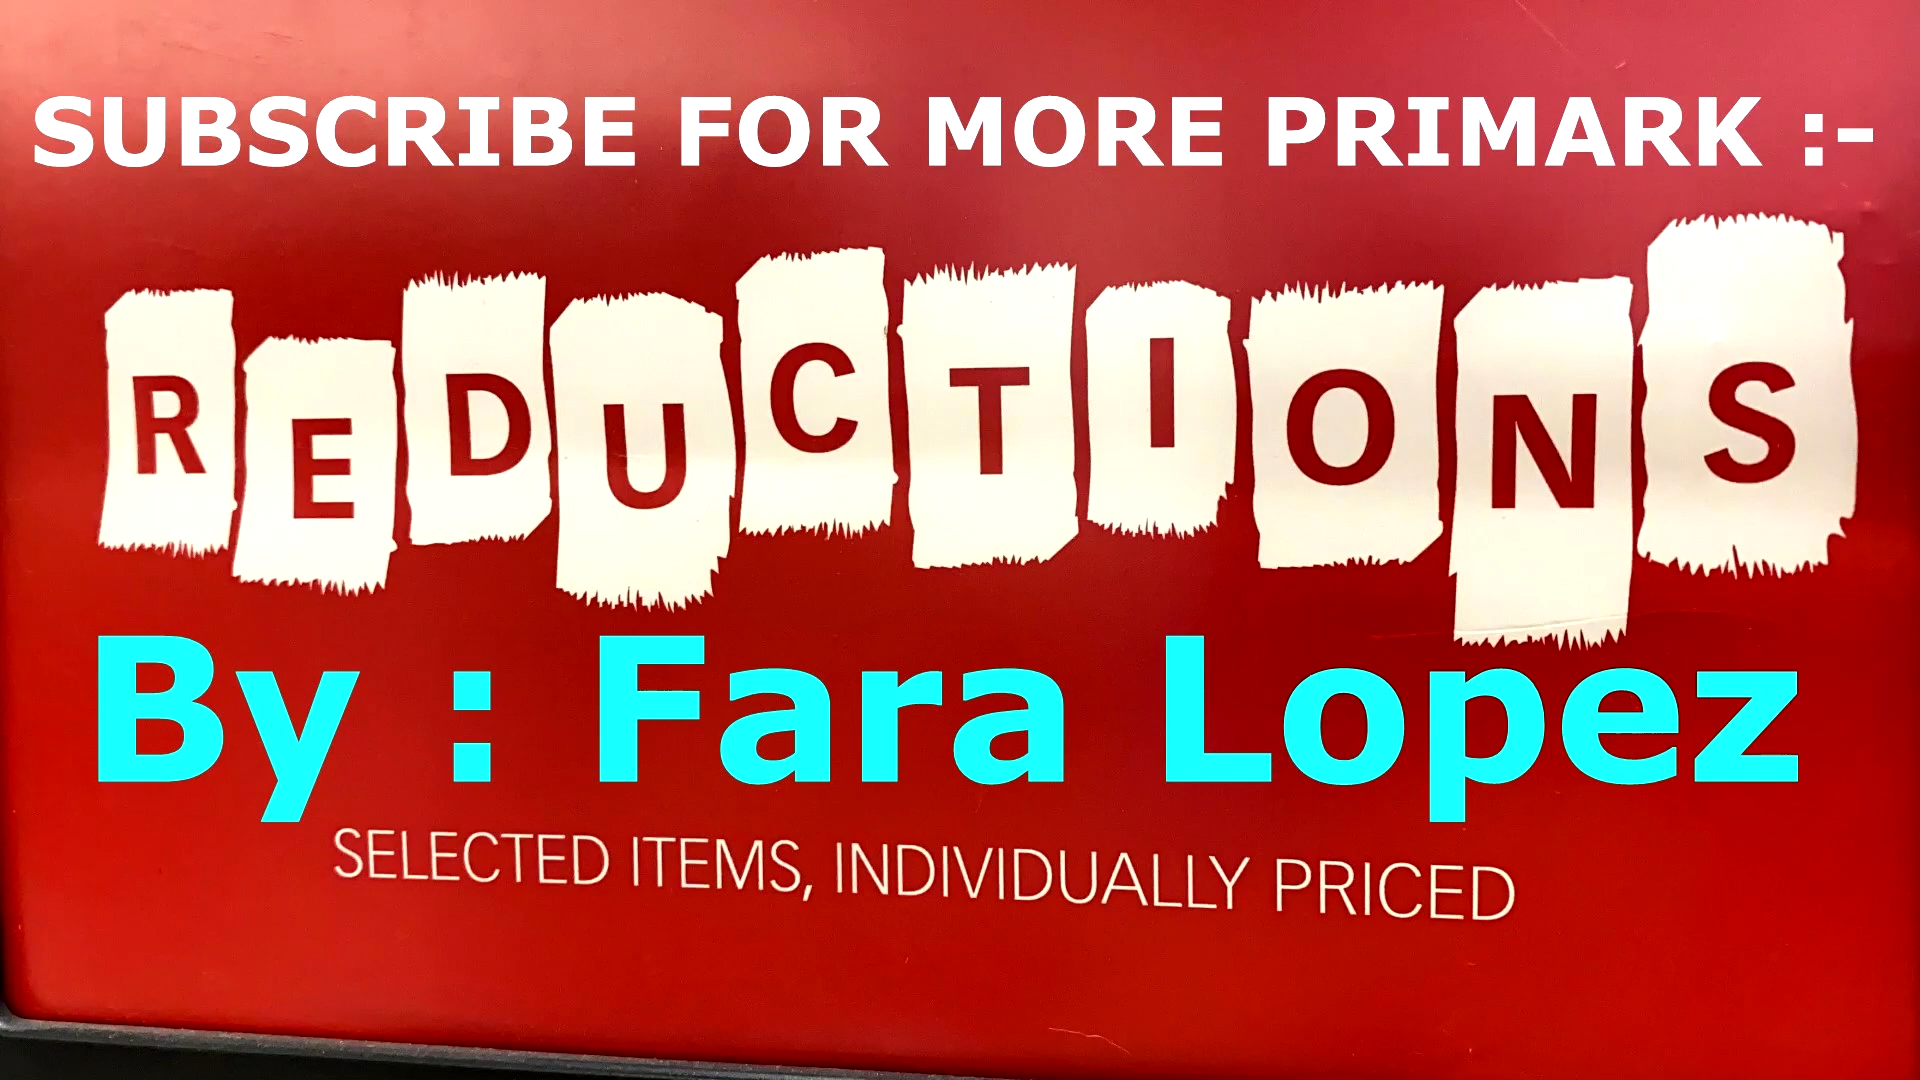 SUBSCRIBE FOR MORE PRIMARK :-
REDUCTIONS
By : Fara Lopez
SELECTED ITEMS, INDIVIDUALLY PRICED